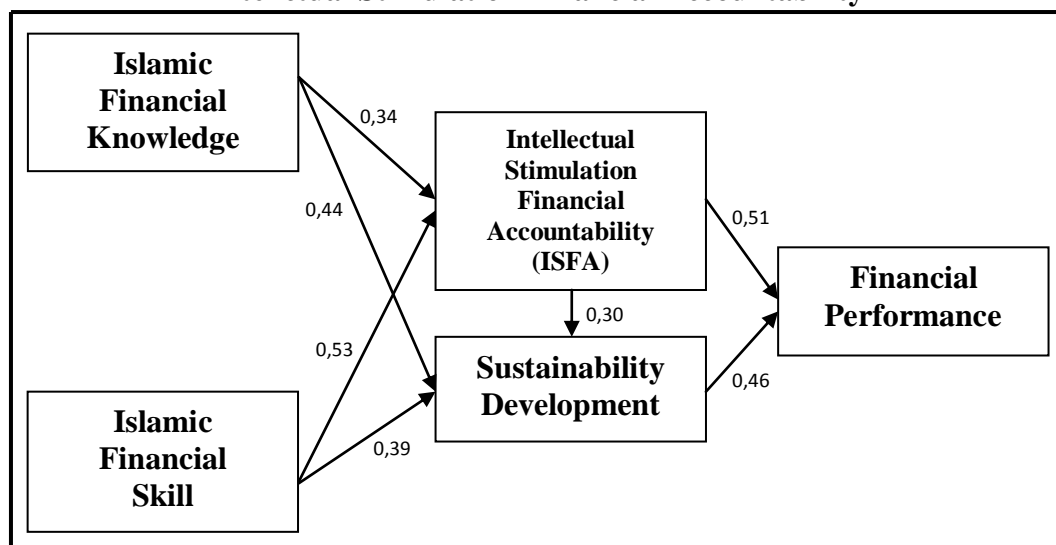 Islamic
Financial
Knowledge
0,34
0,44
Intellectual
Stimulation
Financial
Accountability
(ISFA)
0,51
Financial
Performance
0,30
0,53
Sustainability
Development
0,46
0,39
Islamic
Financial
Skill